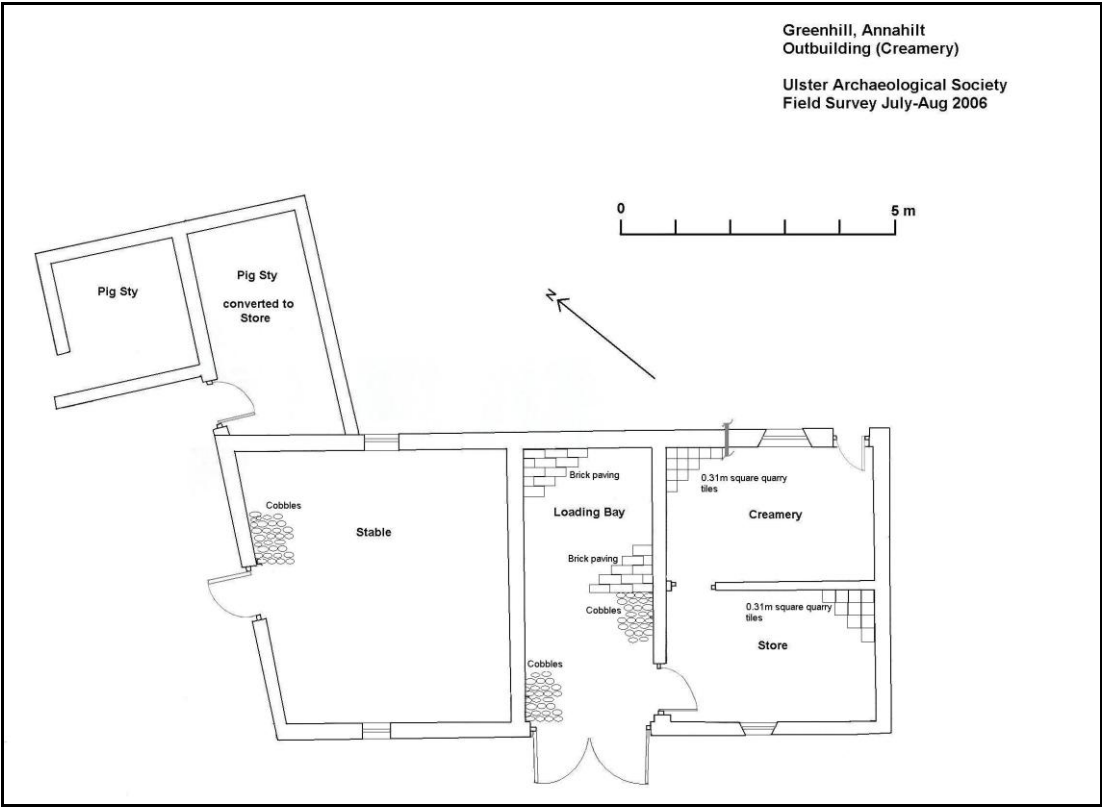 Greenhill, Annahilt
Outbuilding (Creamery)
Ulster Archaeological Society
Field Survey July-Aug 2006
0
5 m
N
Pig Sty
Pig Sty
converted to
Store
Cobbles
Stable
Brick paving
Loading Bay
Brick paving
Cobbles
Cobbles
0.31m square quarry
tiles
Creamery
0.31m square quarry
tiles
Store